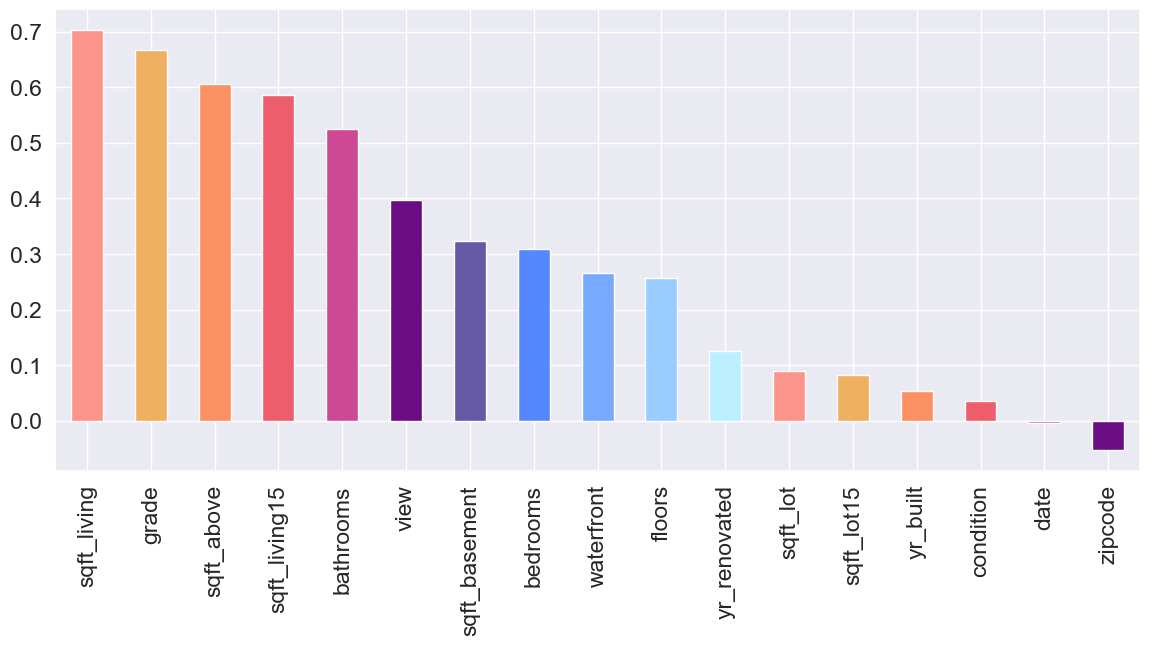 0.7
0.6
0.5
0.4
0.3
0.2
0.1
0.0
sqft_living
grade
sqft_above
sqft_living15
bathrooms
view
sqft_basement
bedrooms
waterfront
floors
yr_renovated
sqft_lot
sqft_lot15
yr_built
condition
date
zipcode